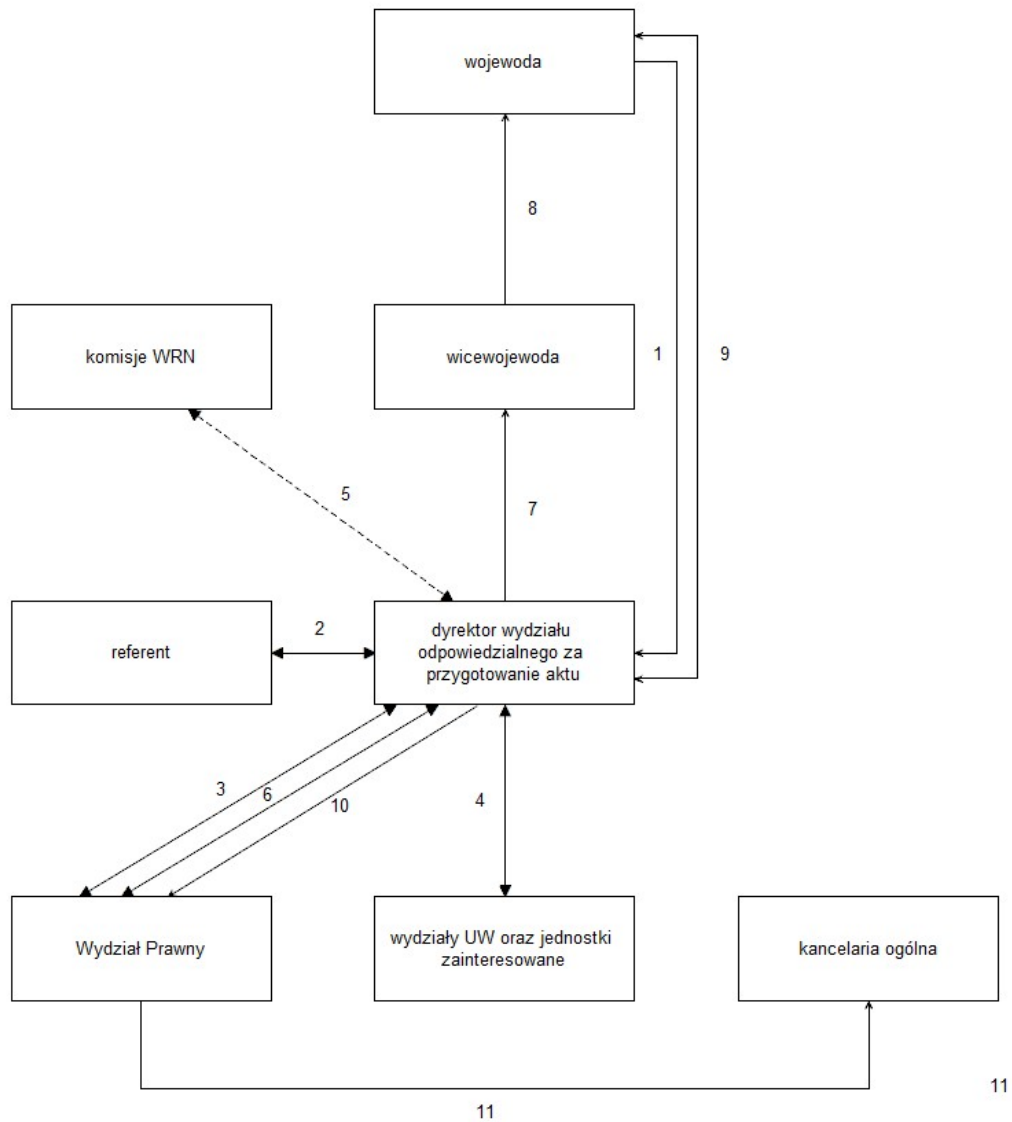 wojewoda
8
komisje WRN
wicewojewoda
1
9
5
7
referent
2
dyrektor wydziału
odpowiedzialnego za
przygotowanie aktu
3
6
10
4
Wydział Prawny
wydziały UW oraz jednostki
zainteresowane
kancelaria ogólna
11
11